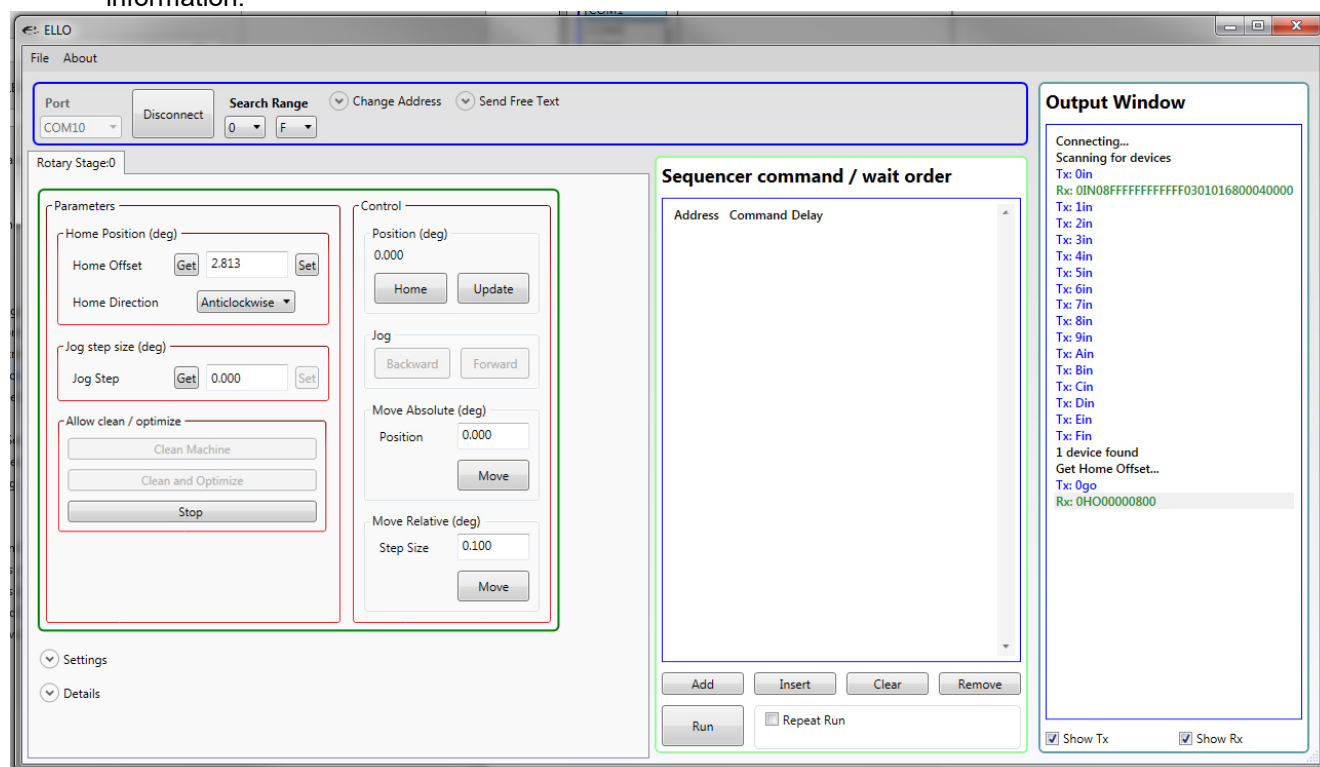 information.
COM1
ELLO
File About
Port
COM10
Disconnect
Search Range
0 F
Change Address Send Free Text
Rotary Stage:0
Parameters
Home Position (deg)
Home Offset Get 2.813 Set
Home Direction Anticlockwise
Jog step size (deg)
Jog Step Get 0.000 Set
Allow clean / optimize
Clean Machine
Clean and Optimize
Stop
Control
Position (deg)
0.000
Home Update
Jog
Backward Forward
Move Absolute (deg)
Position 0.000
Move
Move Relative (deg)
Step Size 0.100
Move
Settings
Details
Sequencer command / wait order
Address Command Delay
Add Insert Clear Remove
Run Repeat Run
Output Window
Connecting...
Scanning for devices
Tx: 0in
Rx: 0IN08FFFFFFFFFFFF0301016800040000
Tx: 1in
Tx: 2in
Tx: 3in
Tx: 4in
Tx: 5in
Tx: 6in
Tx: 7in
Tx: 8in
Tx: 9in
Tx: Ain
Tx: Bin
Tx: Cin
Tx: Din
Tx: Ein
Tx: Fin
1 device found
Get Home Offset...
Tx: 0go
Rx: 0HO00000800
Show Tx Show Rx